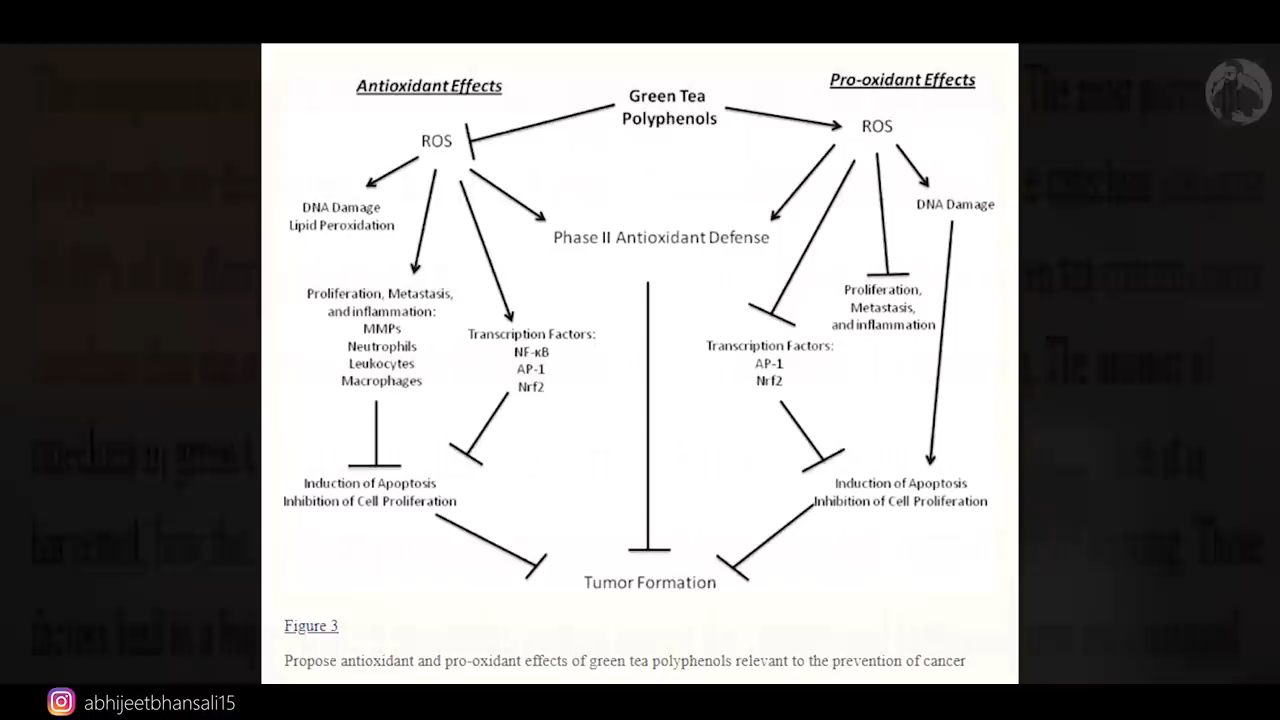 Antioxidant Effects
Green Tea
Polyphenols
Pro-oxidant Effects
ROS
ROS
DNA Damage
Lipid Peroxidation
DNA Damage
Phase II Antioxidant Defense
Proliferation, Metastasis,
and inflammation:
MMPs
Neutrophils
Leukocytes
Macrophages
Transcription Factors:
NF-κB
AP-1
Nrf2
Transcription Factors:
AP-1
Nrf2
Proliferation,
Metastasis,
and inflammation
Induction of Apoptosis
Inhibition of Cell Proliferation
Induction of Apoptosis
Inhibition of Cell Proliferation
Tumor Formation
Figure 3
Propose antioxidant and pro-oxidant effects of green tea polyphenols relevant to the prevention of cancer
abhijeetbhansali15